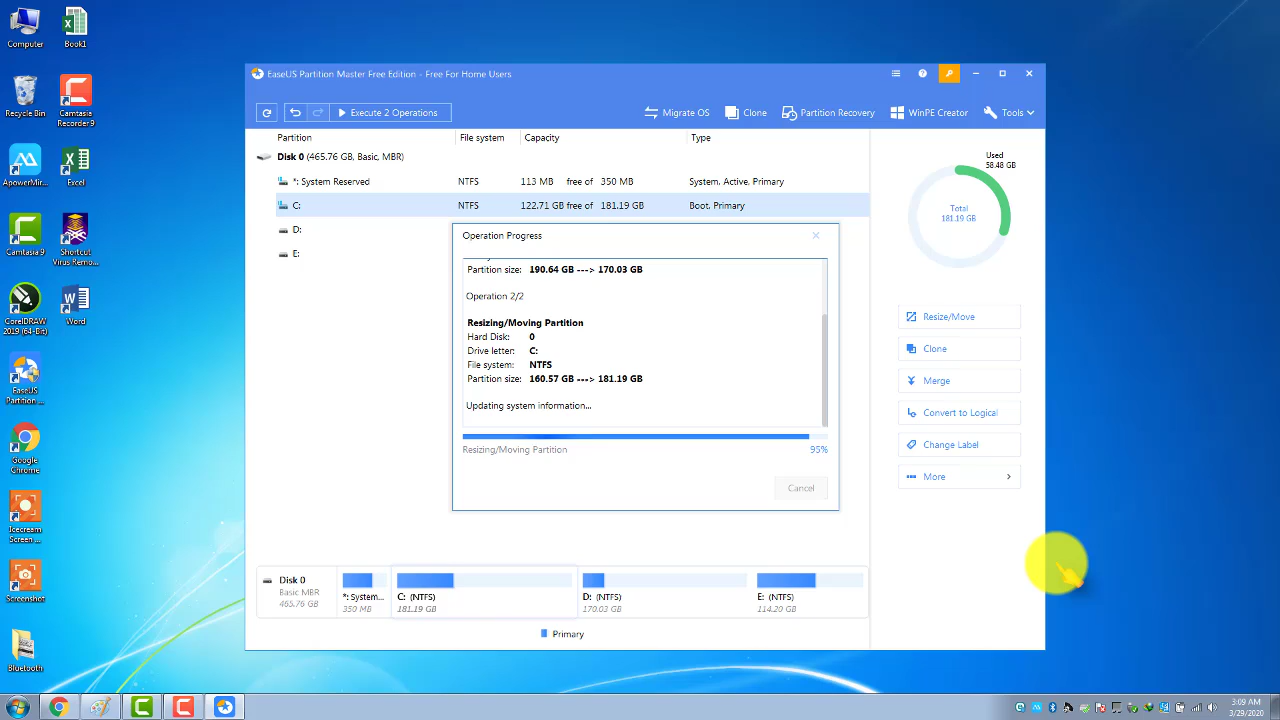 Computer
Book1
Recycle Bin
Camtasia
Recorder 9
ApowerMir...
Excel
Camtasia 9
Shortcut
Virus Remo...
CorelDRAW
2019 (64-Bit)
Word
EaseUS
Partition ...
Google
Chrome
Icecream
Screen ...
Screenshot
Bluetooth
EaseUS Partition Master Free Edition - Free For Home Users
Execute 2 Operations
Migrate OS
Clone
Partition Recovery
WinPE Creator
Tools
Partition File system Capacity Type
Disk 0 (465.76 GB, Basic, MBR)
*: System Reserved NTFS 113 MB free of 350 MB System, Active, Primary
C: NTFS 122.71 GB free of 181.19 GB Boot, Primary
D:
E:
Operation Progress
Partition size: 190.64 GB ---> 170.03 GB
Operation 2/2
Resizing/Moving Partition
Hard Disk: 0
Drive letter: C:
File system: NTFS
Partition size: 160.57 GB ---> 181.19 GB
Updating system information...
Resizing/Moving Partition 95%
Cancel
Used
58.48 GB
Total
181.19 GB
Resize/Move
Clone
Merge
Convert to Logical
Change Label
More
Disk 0
Basic MBR
465.76 GB
*: System...
350 MB
C: (NTFS)
181.19 GB
D: (NTFS)
170.03 GB
E: (NTFS)
114.20 GB
Primary
3:09 AM
3/29/2020